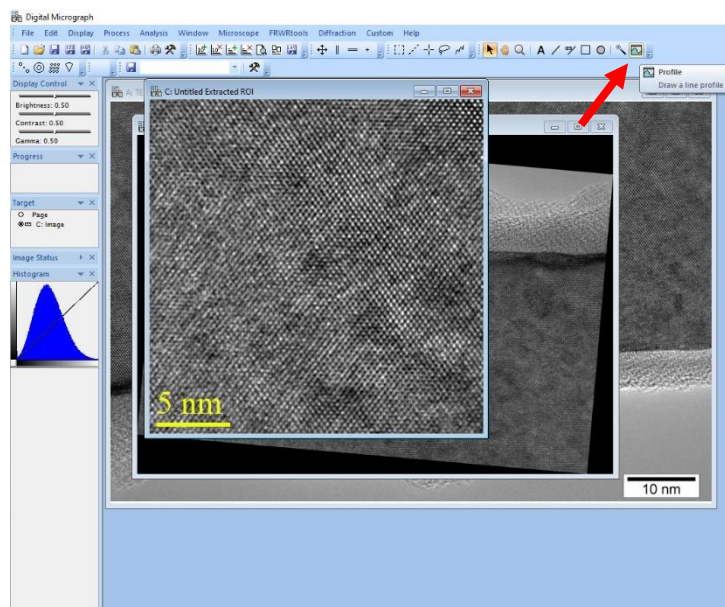 Digital Micrograph
File Edit Display Process Analysis Window Microscope FRWRtools Diffraction Custom Help
Display Control
Brightness: 0.50
Contrast: 0.50
Gamma: 0.50
Progress
Target
Page
C: Image
Image Status
Histogram
C: Untitled Extracted ROI
Profile
Draw a line profile
5 nm
10 nm